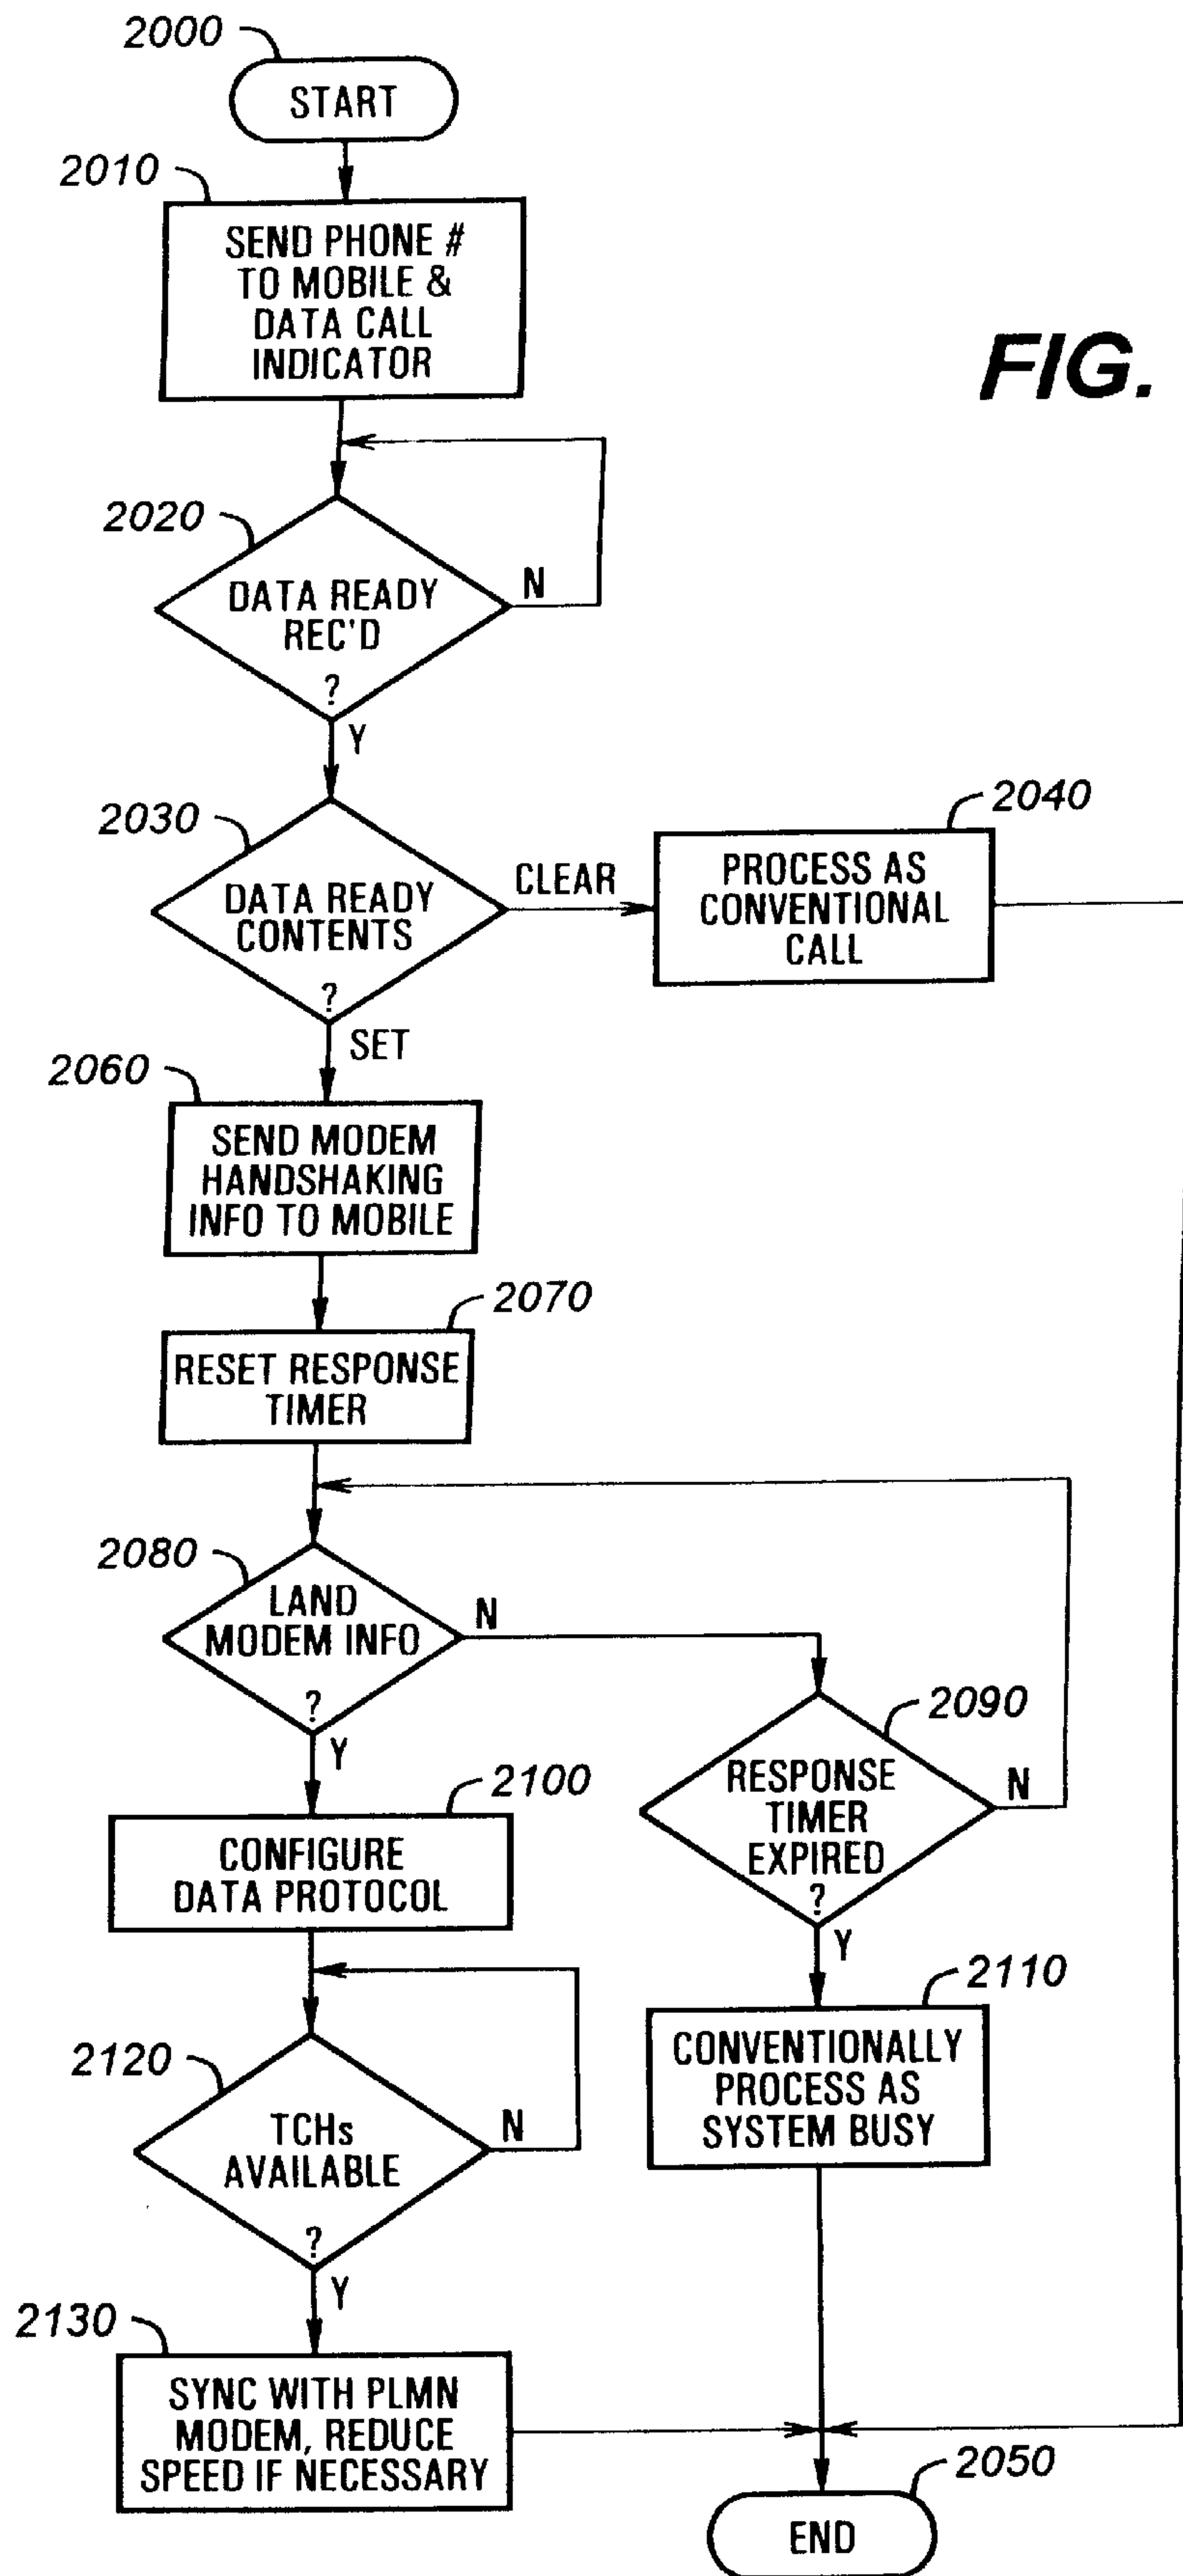 2000
START
2010
SEND PHONE #
TO MOBILE &
DATA CALL
INDICATOR
FIG.
2020
DATA READY
REC'D
?
N
Y
2030
DATA READY
CONTENTS
?
CLEAR
2040
PROCESS AS
CONVENTIONAL
CALL
SET
2060
SEND MODEM
HANDSHAKING
INFO TO MOBILE
2070
RESET RESPONSE
TIMER
2080
LAND
MODEM INFO
?
N
Y
2090
RESPONSE
TIMER
EXPIRED
?
N
Y
2100
CONFIGURE
DATA PROTOCOL
2110
CONVENTIONALLY
PROCESS AS
SYSTEM BUSY
2120
TCHs
AVAILABLE
?
N
Y
2130
SYNC WITH PLMN
MODEM, REDUCE
SPEED IF NECESSARY
2050
END